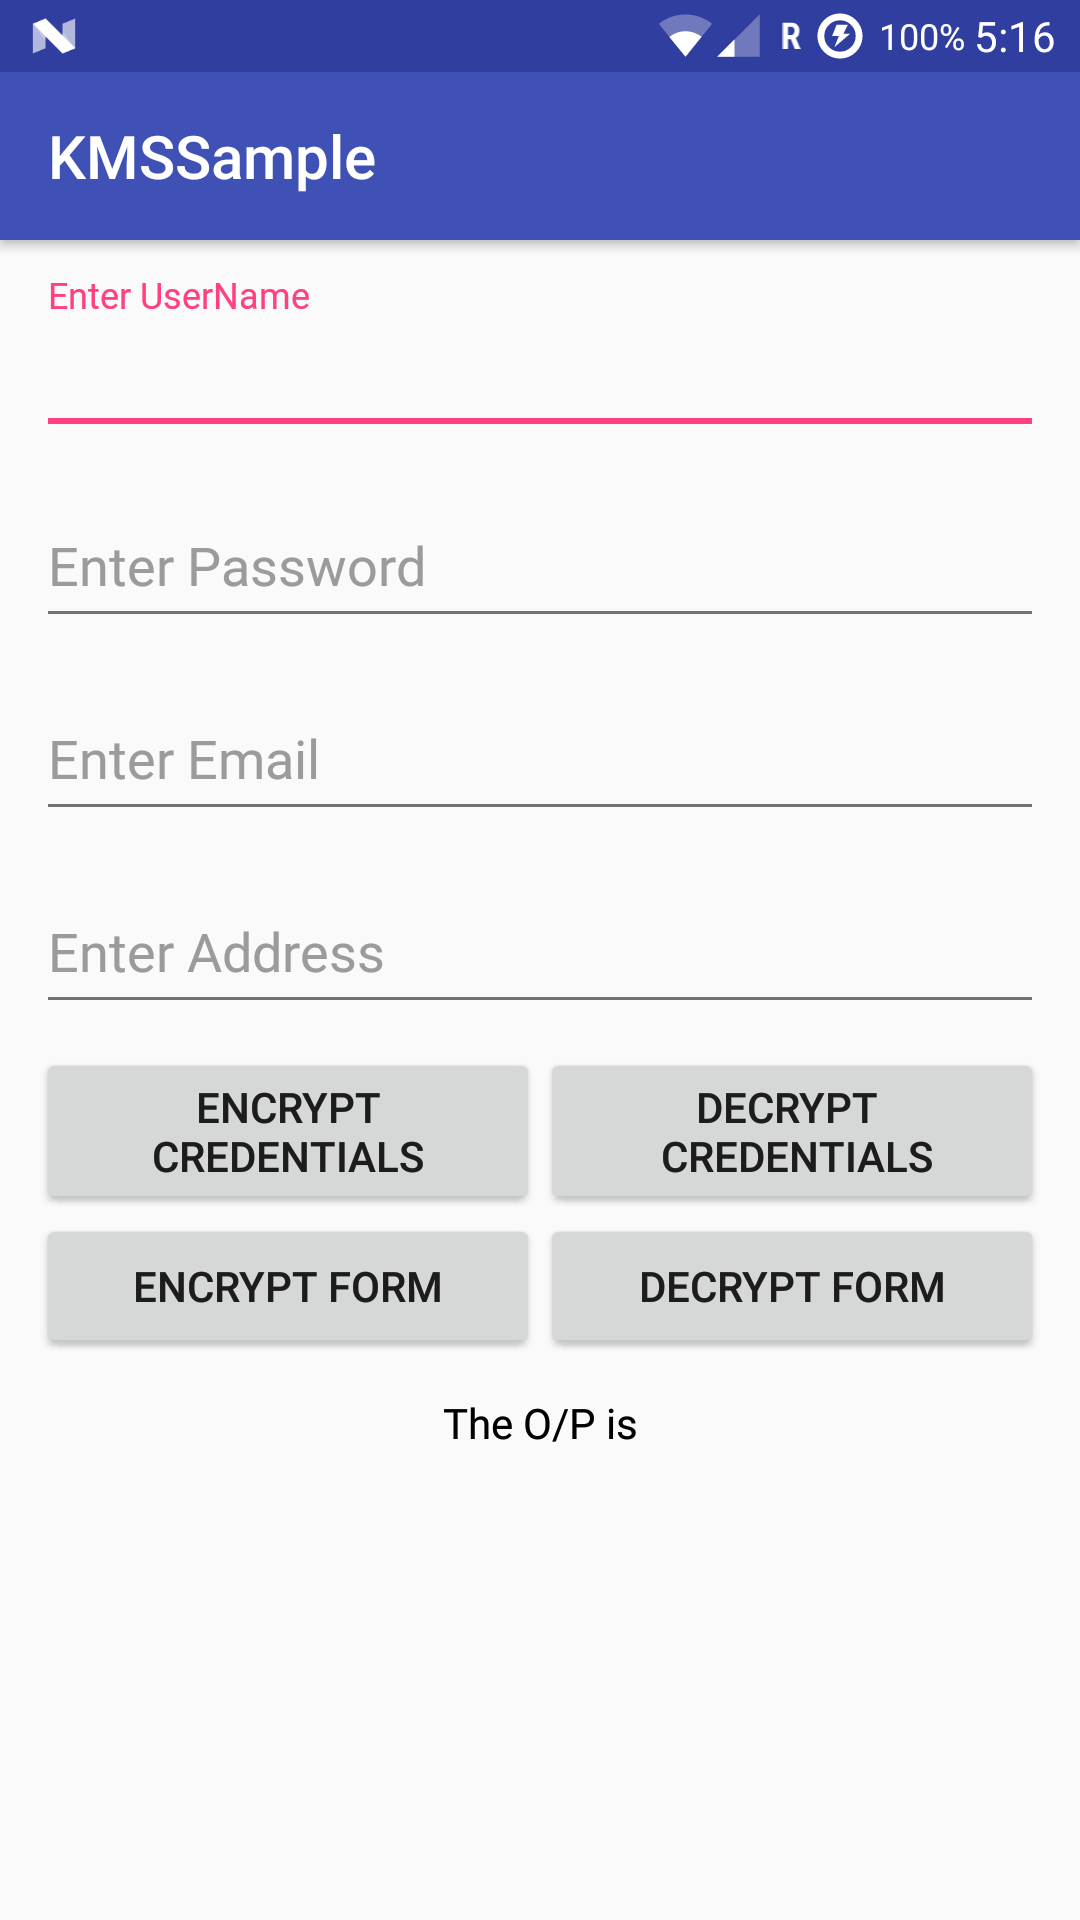 R 100% 5:16
KMSSample
Enter UserName
Enter Password
Enter Email
Enter Address
ENCRYPT
CREDENTIALS
DECRYPT
CREDENTIALS
ENCRYPT FORM
DECRYPT FORM
The O/P is